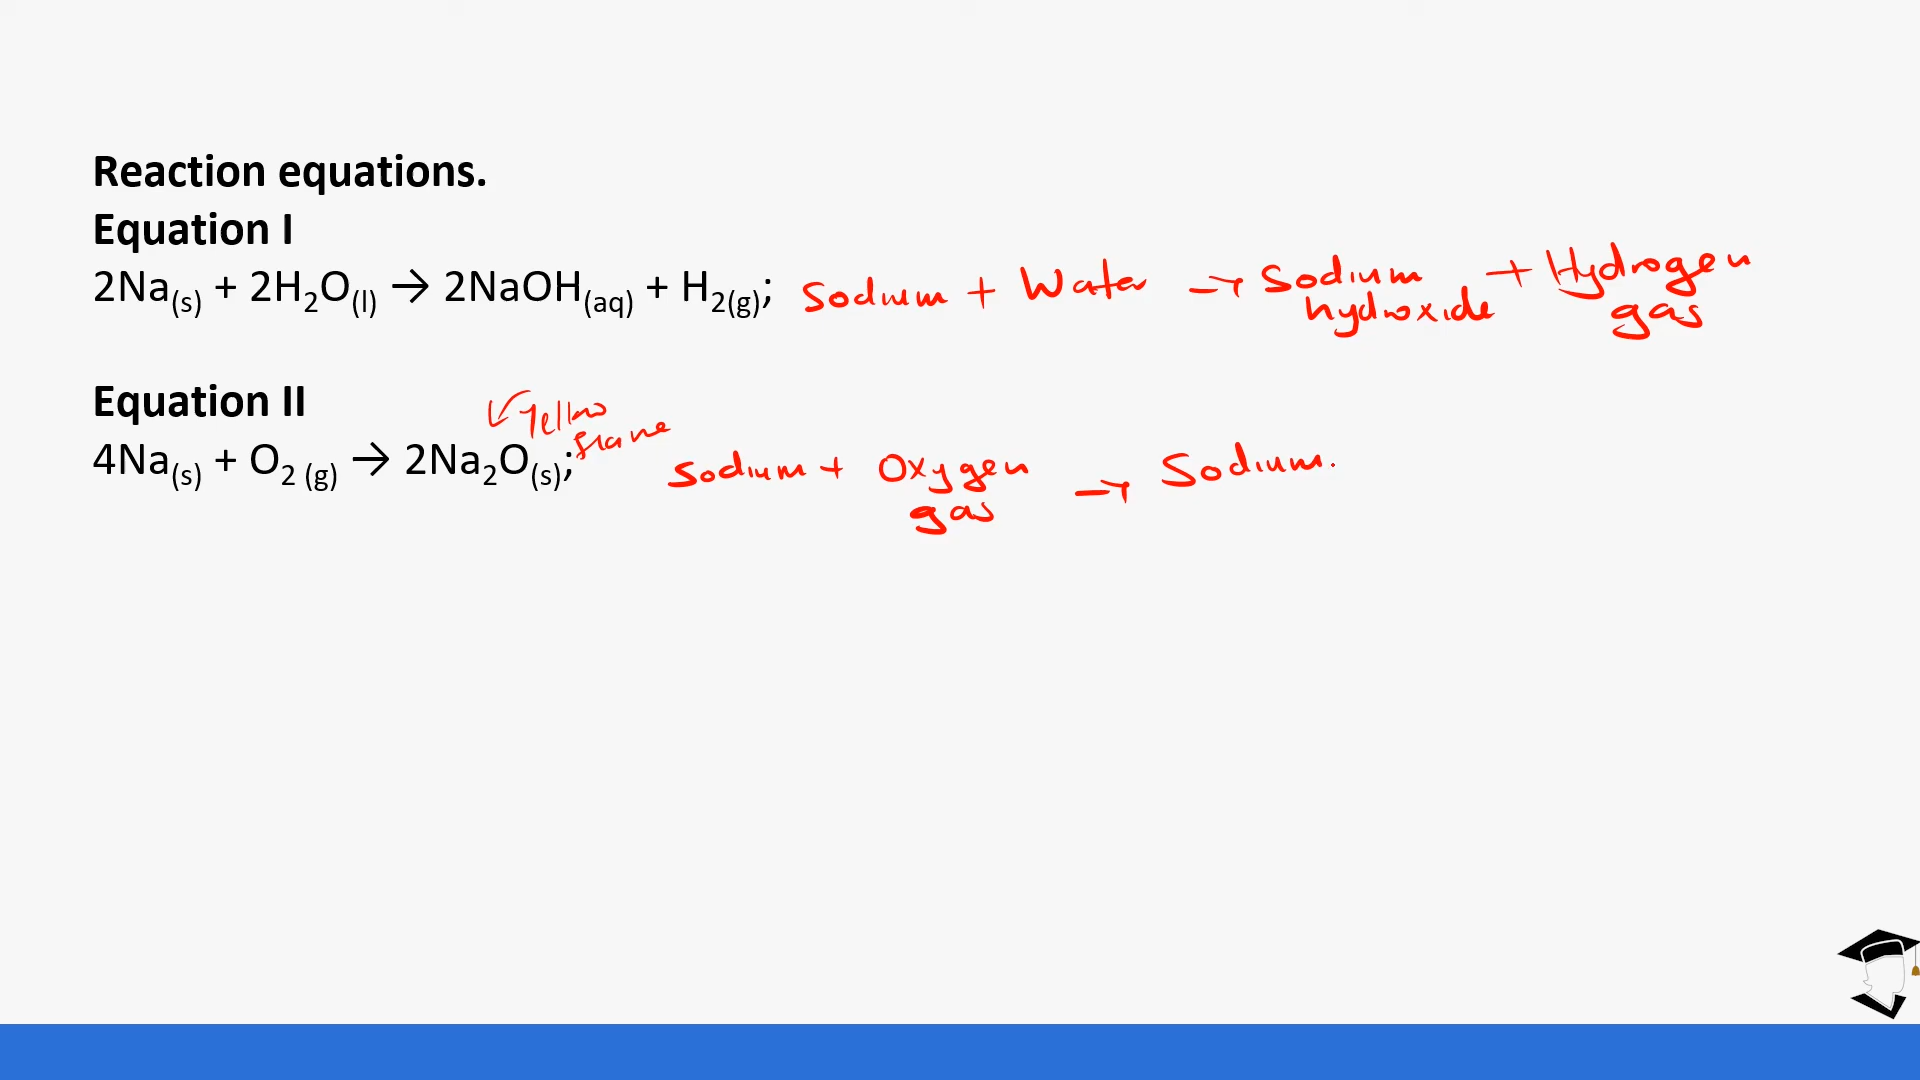 Reaction equations.
Equation I
2Na(s) + 2H₂O(l) → 2NaOH(aq) + H₂(g); Sodium + Water → Sodium hydroxide + Hydrogen gas
Equation II
Yellow flame
4Na(s) + O₂ (g) → 2Na₂O(s); Sodium + Oxygen gas → Sodium.